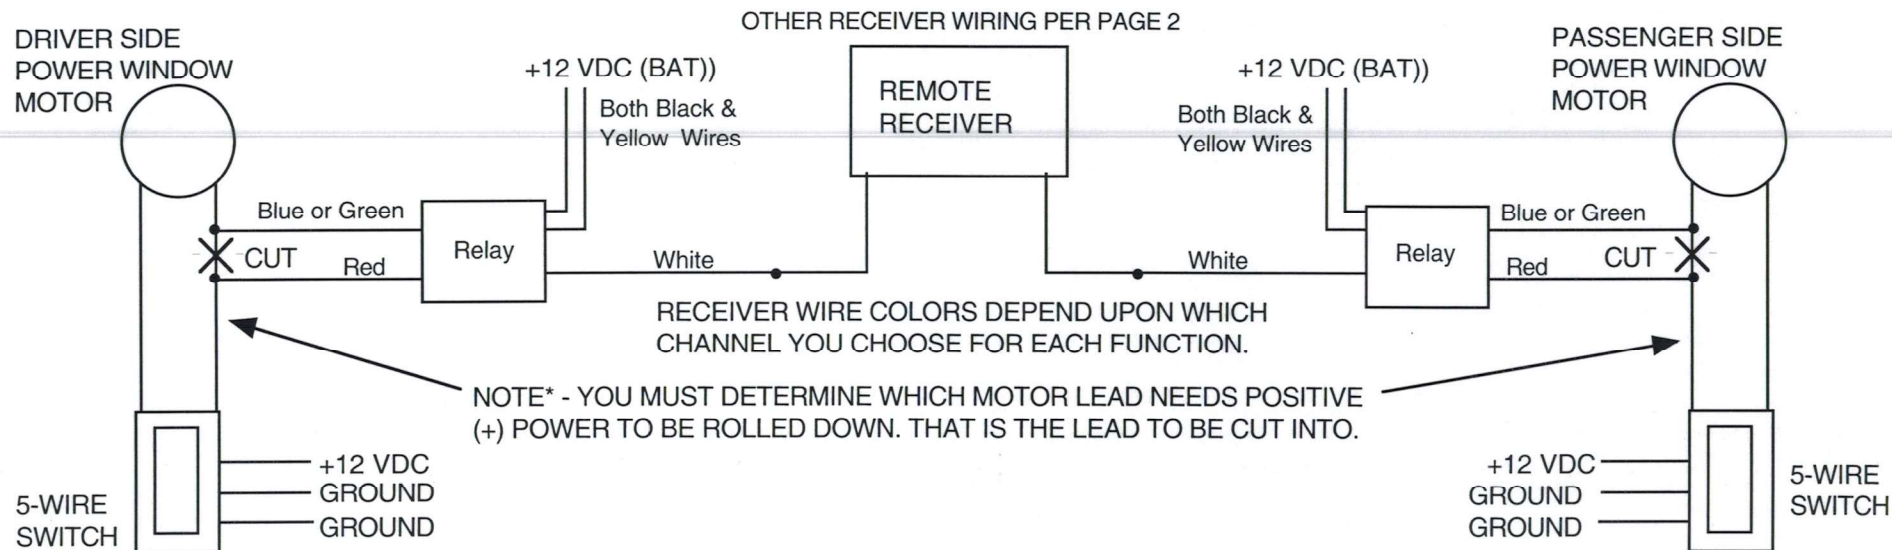 OTHER RECEIVER WIRING PER PAGE 2
DRIVER SIDE
POWER WINDOW
MOTOR
+12 VDC (BAT))
Both Black &
Yellow Wires
REMOTE
RECEIVER
+12 VDC (BAT))
Both Black &
Yellow Wires
PASSENGER SIDE
POWER WINDOW
MOTOR
Blue or Green
CUT
Red
Relay
White
White
Relay
Blue or Green
CUT
Red
RECEIVER WIRE COLORS DEPEND UPON WHICH
CHANNEL YOU CHOOSE FOR EACH FUNCTION.
NOTE* - YOU MUST DETERMINE WHICH MOTOR LEAD NEEDS POSITIVE
(+) POWER TO BE ROLLED DOWN. THAT IS THE LEAD TO BE CUT INTO.
5-WIRE
SWITCH
+12 VDC
GROUND
GROUND
+12 VDC
GROUND
GROUND
5-WIRE
SWITCH